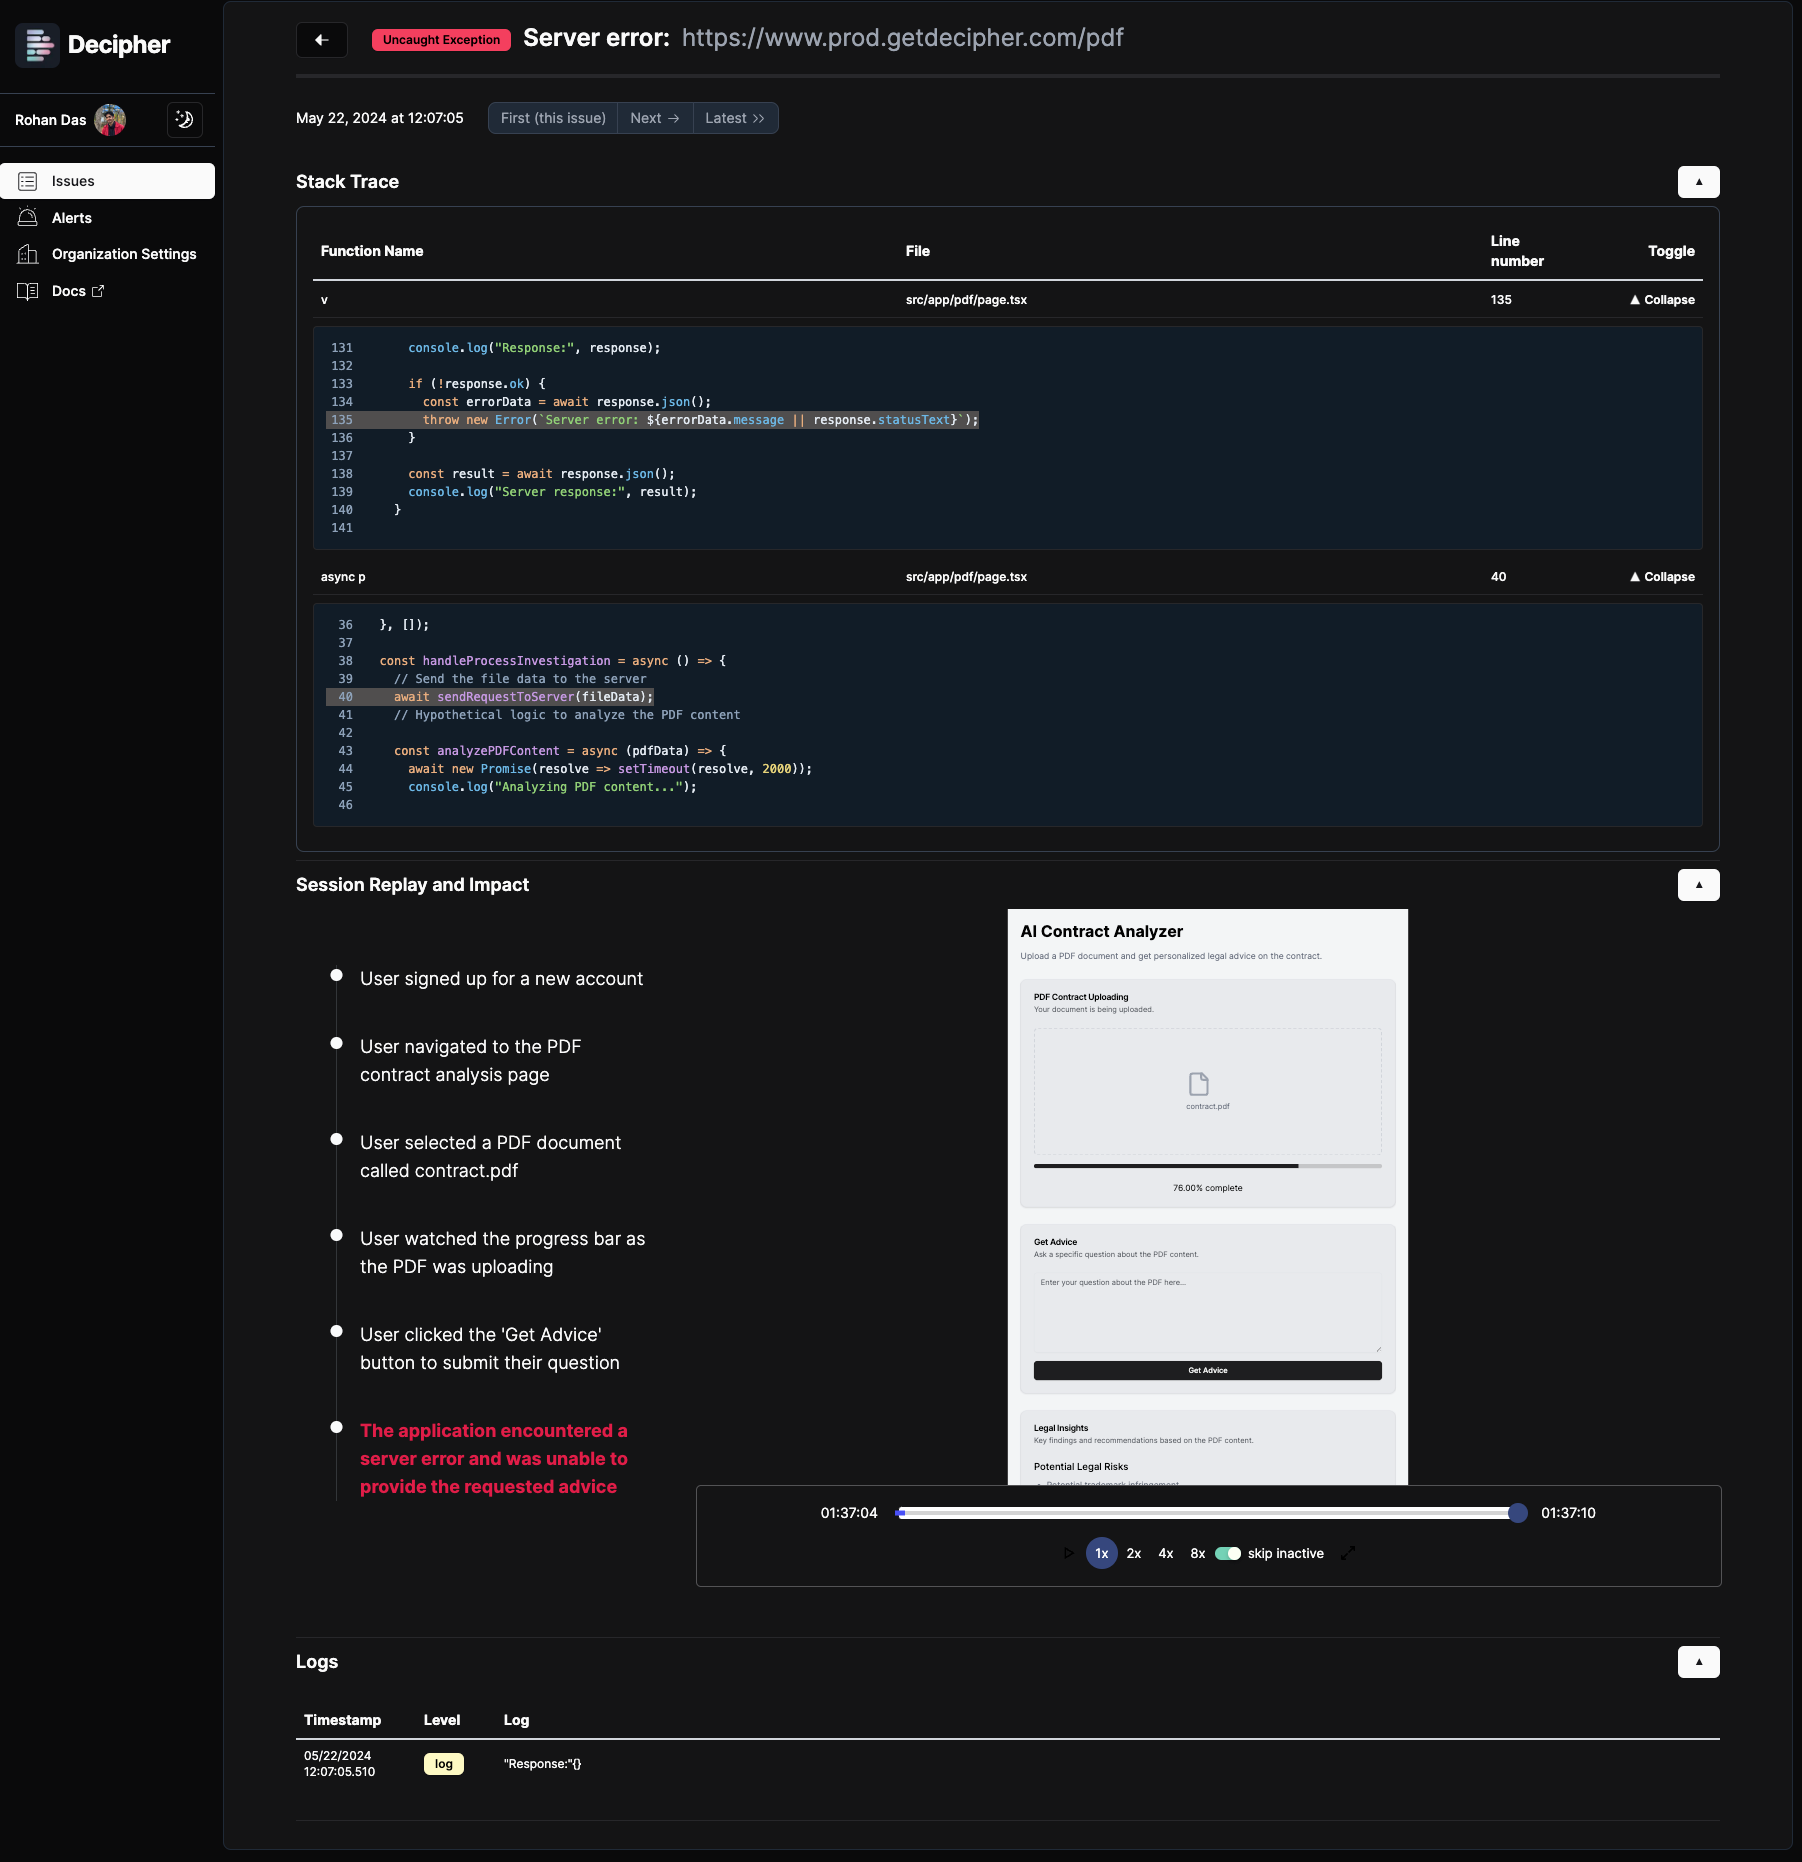 Decipher
Rohan Das
Issues
Alerts
Organization Settings
Docs
Uncaught Exception Server error: https://www.prod.getdecipher.com/pdf
May 22, 2024 at 12:07:05 First (this issue) Next → Latest >>
Stack Trace ▲
Function Name File Line number Toggle
v src/app/pdf/page.tsx 135 ▲ Collapse
131 console.log("Response:", response);
132
133 if (!response.ok) {
134 const errorData = await response.json();
135 throw new Error(`Server error: ${errorData.message || response.statusText}`);
136 }
137
138 const result = await response.json();
139 console.log("Server response:", result);
140 }
141
async p src/app/pdf/page.tsx 40 ▲ Collapse
36 }, []);
37
38 const handleProcessInvestigation = async () => {
39 // Send the file data to the server
40 await sendRequestToServer(fileData);
41 // Hypothetical logic to analyze the PDF content
42
43 const analyzePDFContent = async (pdfData) => {
44 await new Promise(resolve => setTimeout(resolve, 2000));
45 console.log("Analyzing PDF content...");
46
Session Replay and Impact ▲
User signed up for a new account
User navigated to the PDF
contract analysis page
User selected a PDF document
called contract.pdf
User watched the progress bar as
the PDF was uploading
User clicked the 'Get Advice'
button to submit their question
The application encountered a
server error and was unable to
provide the requested advice
AI Contract Analyzer
Upload a PDF document and get personalized legal advice on the contract.
PDF Contract Uploading
Your document is being uploaded.
contract.pdf
76.00% complete
Get Advice
Ask a specific question about the PDF content.
Enter your question about the PDF here...
Get Advice
Legal Insights
Key findings and recommendations based on the PDF content.
Potential Legal Risks
Potential trademark infringement
01:37:04 01:37:10
1x 2x 4x 8x skip inactive
Logs ▲
Timestamp Level Log
05/22/2024
12:07:05.510 log "Response:"{}